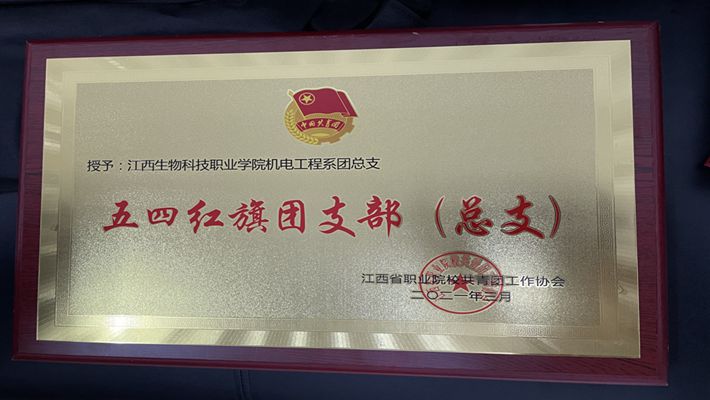 中国共青团
授予：江西生物科技职业学院机电工程系团总支
五四红旗团支部（总支）
江西省职业院校共青团工作协会
二〇二一年三月